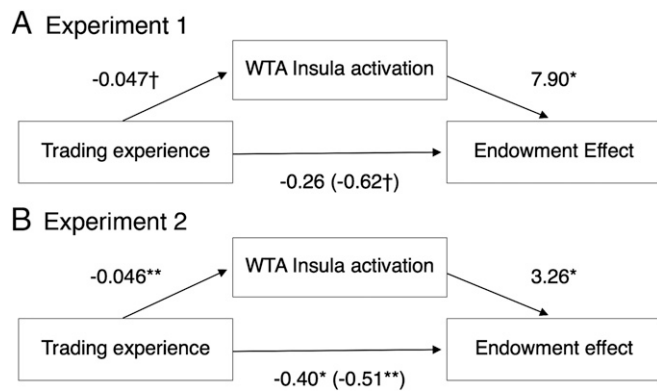 A Experiment 1
WTA Insula activation
-0.047†
7.90*
Trading experience
Endowment Effect
-0.26 (-0.62†)
B Experiment 2
WTA Insula activation
-0.046**
3.26*
Trading experience
Endowment effect
-0.40* (-0.51**)